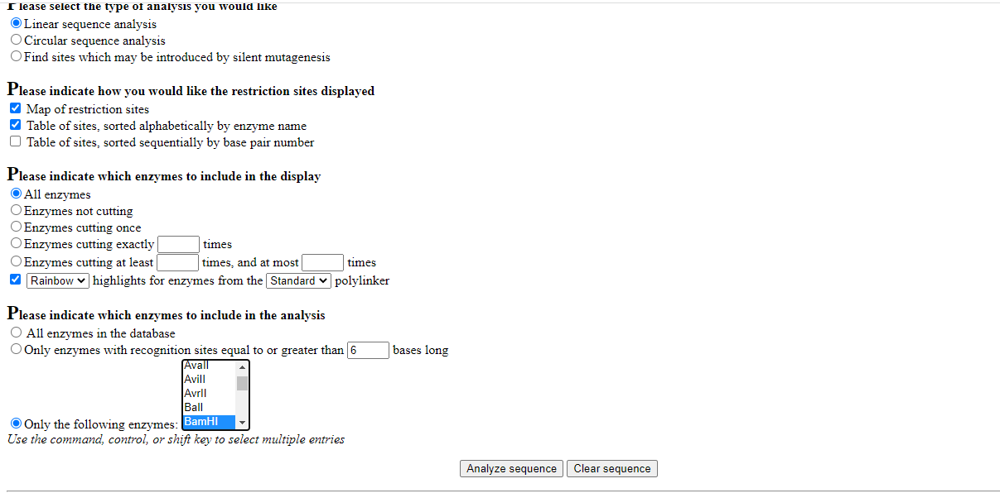 Please select the type of analysis you would like
Linear sequence analysis
Circular sequence analysis
Find sites which may be introduced by silent mutagenesis
Please indicate how you would like the restriction sites displayed
Map of restriction sites
Table of sites, sorted alphabetically by enzyme name
Table of sites, sorted sequentially by base pair number
Please indicate which enzymes to include in the display
All enzymes
Enzymes not cutting
Enzymes cutting once
Enzymes cutting exactly times
Enzymes cutting at least times, and at most times
Rainbow highlights for enzymes from the Standard polylinker
Please indicate which enzymes to include in the analysis
All enzymes in the database
Only enzymes with recognition sites equal to or greater than 6 bases long
AvaII
AviII
AvrII
BalI
BamHI
Only the following enzymes:
Use the command, control, or shift key to select multiple entries
Analyze sequence Clear sequence